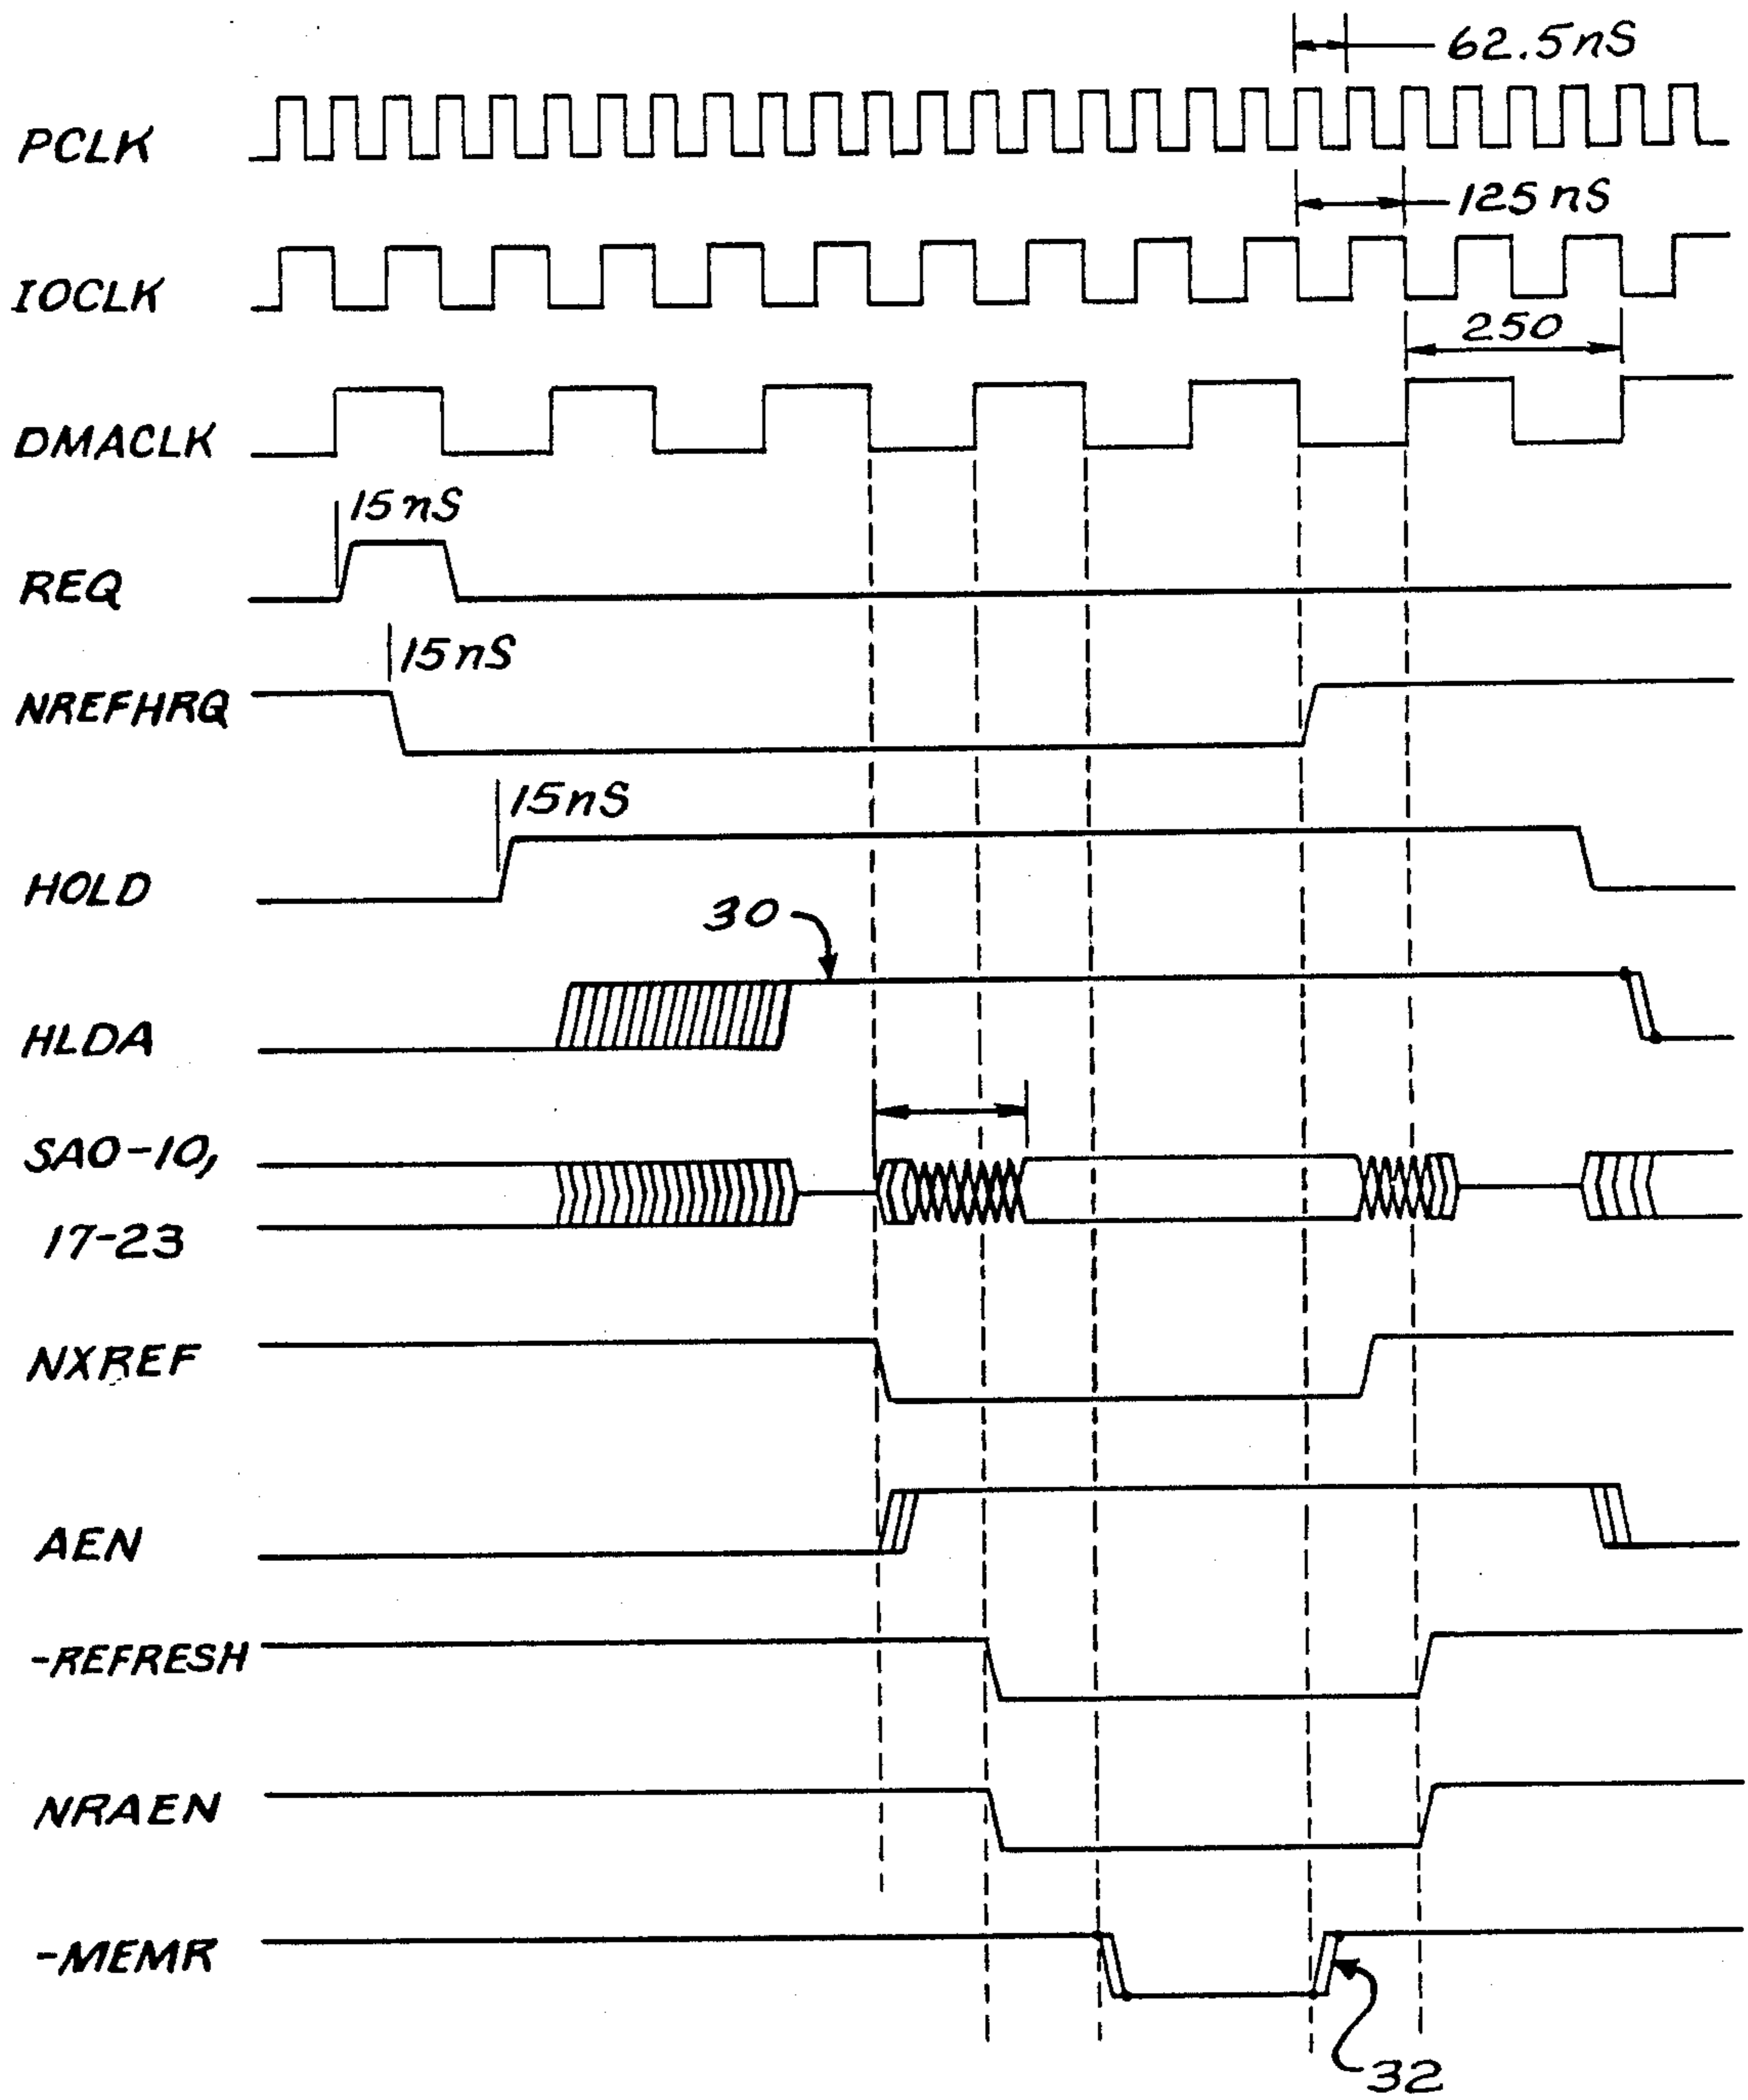 62.5nS
PCLK
125nS
IOCLK
250
DMACLK
15nS
REQ
15nS
NREFHRQ
15nS
HOLD
30
HLDA
SA0-10,
17-23
NXREF
AEN
-REFRESH
NRAEN
-MEMR
32